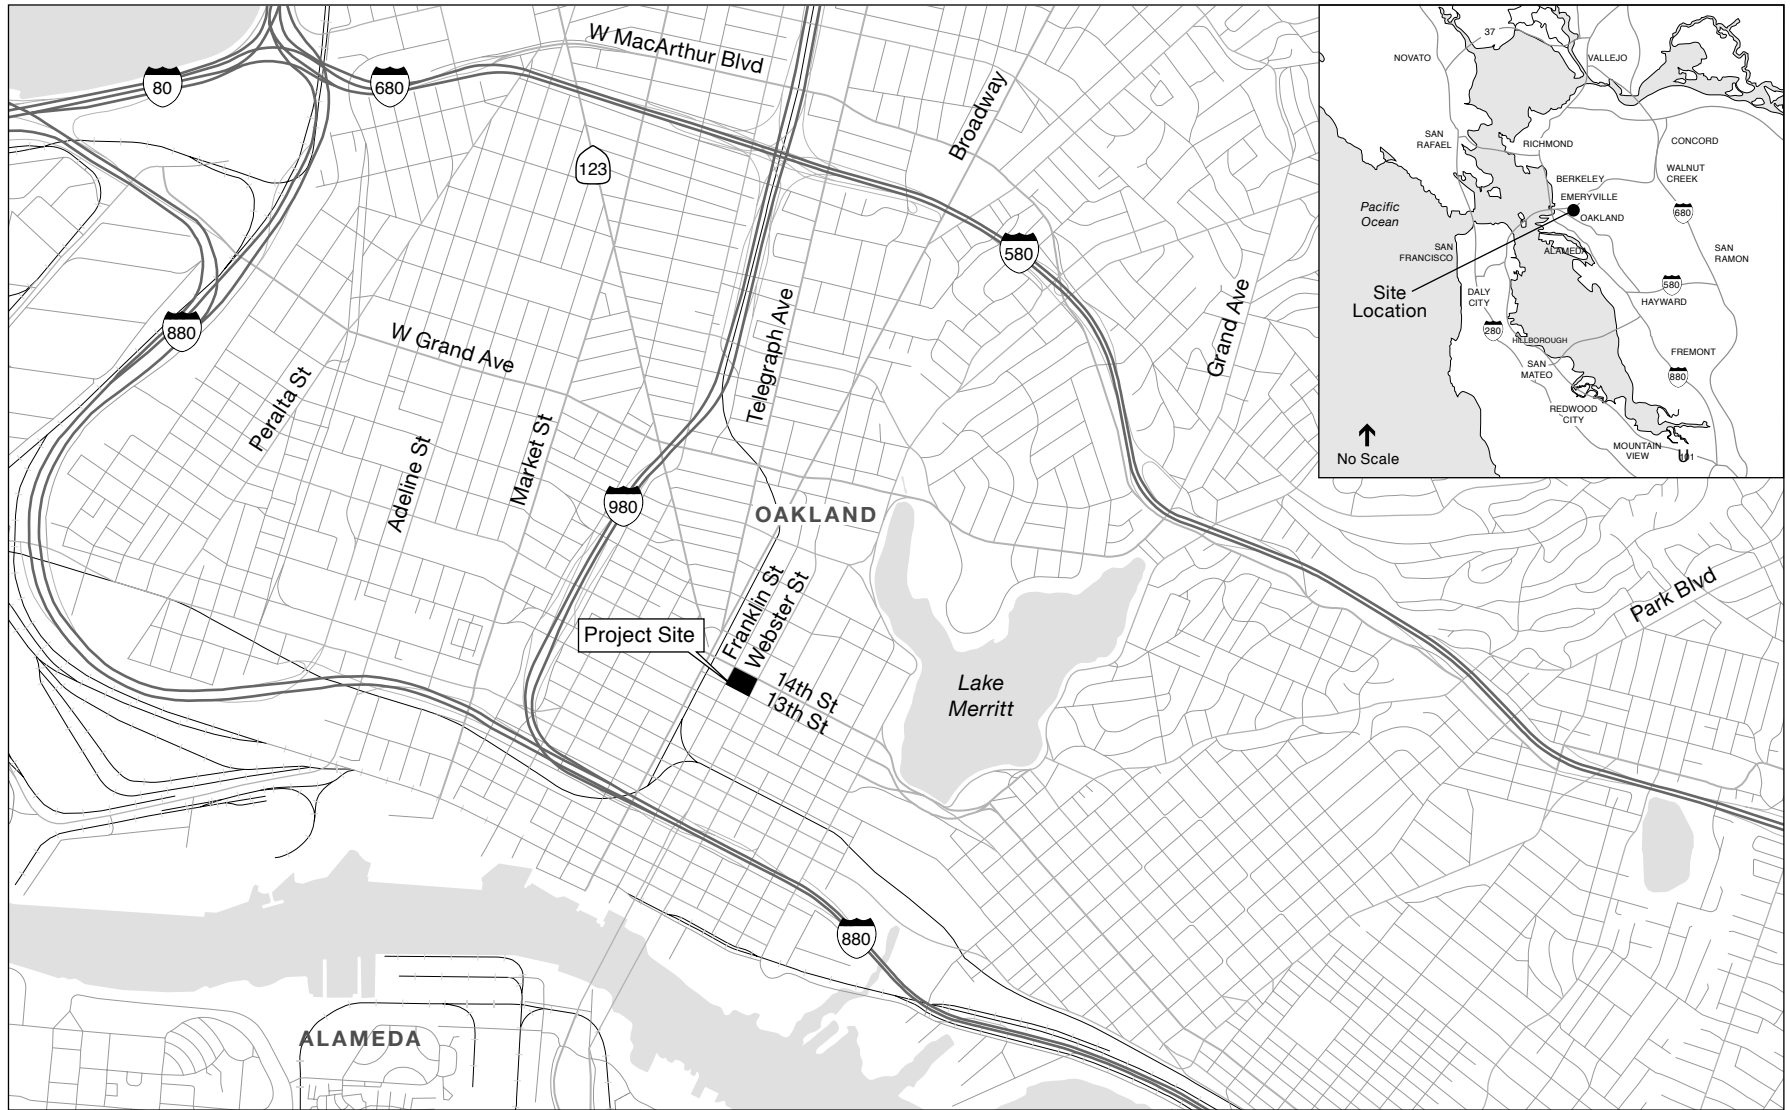 W MacArthur Blvd
80
680
Broadway
123
580
Grand Ave
Telegraph Ave
880
W Grand Ave
Peralta St
Adeline St
Market St
980
OAKLAND
Franklin St
Webster St
Project Site
14th St
13th St
Lake
Merritt
Park Blvd
880
ALAMEDA
37
NOVATO
VALLEJO
SAN
RAFAEL
RICHMOND
CONCORD
WALNUT
CREEK
BERKELEY
EMERYVILLE
OAKLAND
680
Pacific
Ocean
SAN
FRANCISCO
ALAMEDA
SAN
RAMON
Site
Location
DALY
CITY
580
HAYWARD
280
HILLBOROUGH
SAN
MATEO
FREMONT
880
REDWOOD
CITY
MOUNTAIN
VIEW
101
No Scale